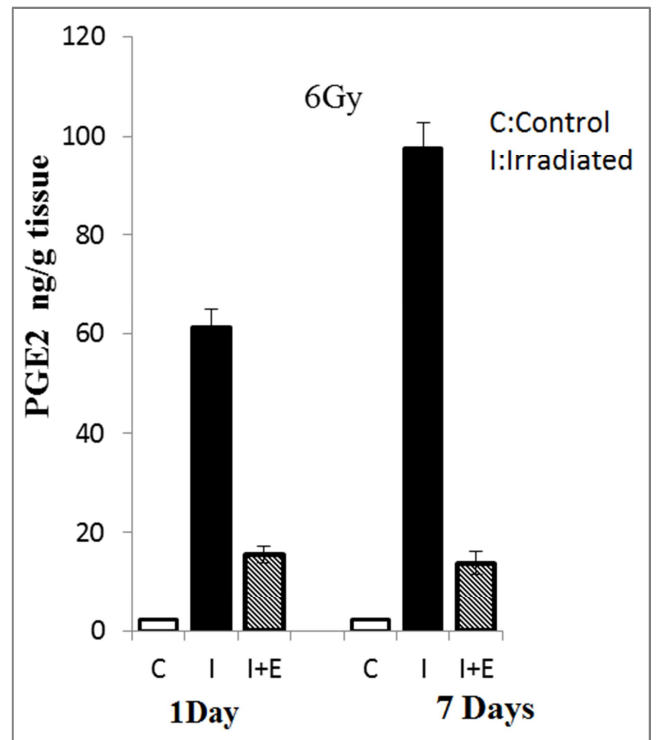 PGE2 ng/g tissue
120
100
80
60
40
20
0
6Gy
C:Control
I:Irradiated
C I I+E C I I+E
1Day 7 Days